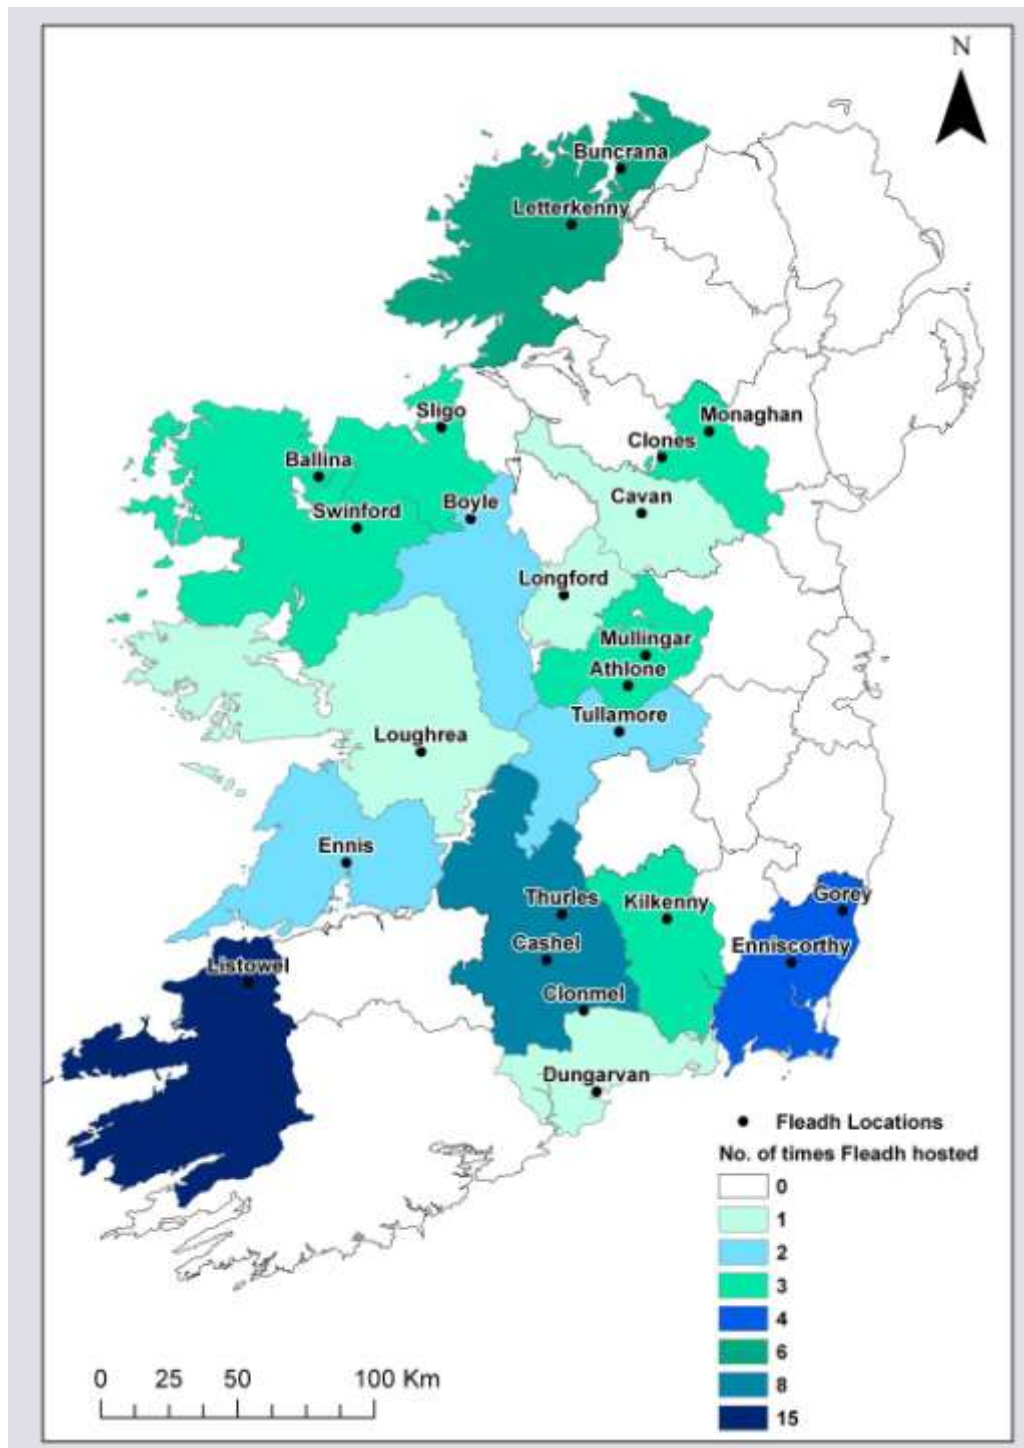 N
Buncrana
Letterkenny
Sligo
Monaghan
Clones
Ballina
Cavan
Swinford
Boyle
Longford
Mullingar
Athlone
Tullamore
Loughrea
Ennis
Gorey
Thurles
Kilkenny
Cashel
Enniscorthy
Listowel
Clonmel
Dungarvan
Fleadh Locations
No. of times Fleadh hosted
0
1
2
3
4
6
8
15
0 25 50 100 Km